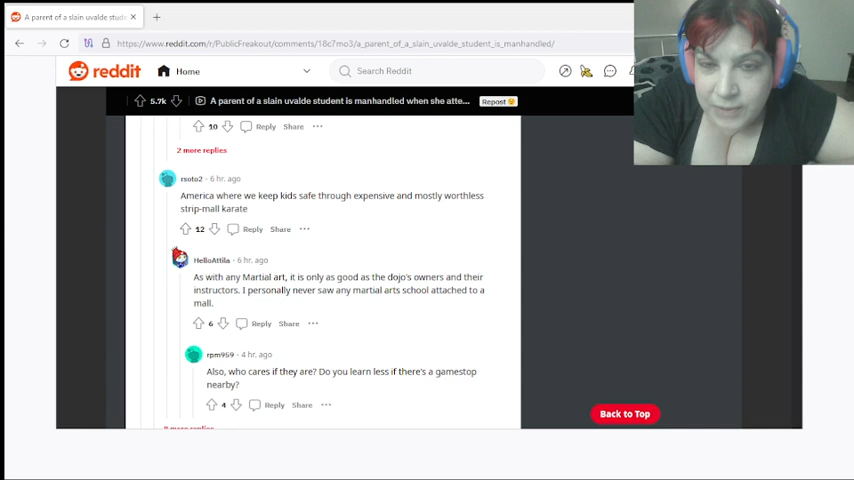 A parent of a slain uvalde stude
https://www.reddit.com/r/PublicFreakout/comments/18c7mo3/a_parent_of_a_slain_uvalde_student_is_manhandled/
reddit
Home
Search Reddit
5.7k
A parent of a slain uvalde student is manhandled when she atte...
Repost
10 Reply Share
2 more replies
rsoto2 · 6 hr. ago
America where we keep kids safe through expensive and mostly worthless
strip-mall karate
12 Reply Share
HelloAttila · 6 hr. ago
As with any Martial art, it is only as good as the dojo's owners and their
instructors. I personally never saw any martial arts school attached to a
mall.
6 Reply Share
rpm959 · 4 hr. ago
Also, who cares if they are? Do you learn less if there's a gamestop
nearby?
4 Reply Share
more replies
Back to Top